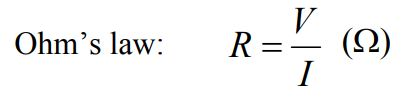 Ohm's law: R = V/I (Ω)